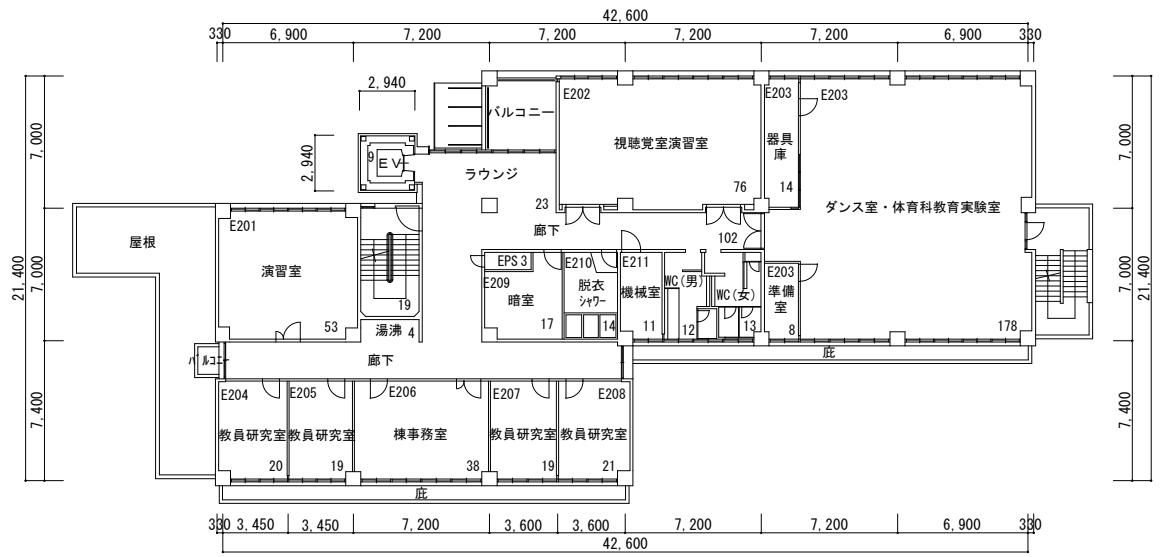 42,600
330 6,900 7,200 7,200 7,200 7,200 6,900 330
2,940
2,940
7,000
7,000
7,400
21,400
7,000
7,000
7,400
21,400
バルコニー
E202
視聴覚室演習室
76
E203
器具
庫
14
E203
ダンス室・体育科教育実験室
178
9
EV
ラウンジ
23
廊下
102
屋根
E201
演習室
53
19
湯沸
4
EPS 3
E209
暗室
17
E210
脱衣
シャワー
14
E211
機械室
11
WC(男)
12
WC(女)
13
E203
準備
室
8
バルコニー
廊下
庇
E204
教員研究室
20
E205
教員研究室
19
E206
棟事務室
38
E207
教員研究室
19
E208
教員研究室
21
庇
330 3,450 3,450 7,200 3,600 3,600 7,200 7,200 6,900 330
42,600